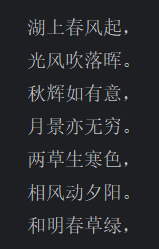 湖上春风起，
光风吹落晖。
秋辉如有意，
月景亦无穷。
两草生寒色，
相风动夕阳。
和明春草绿，